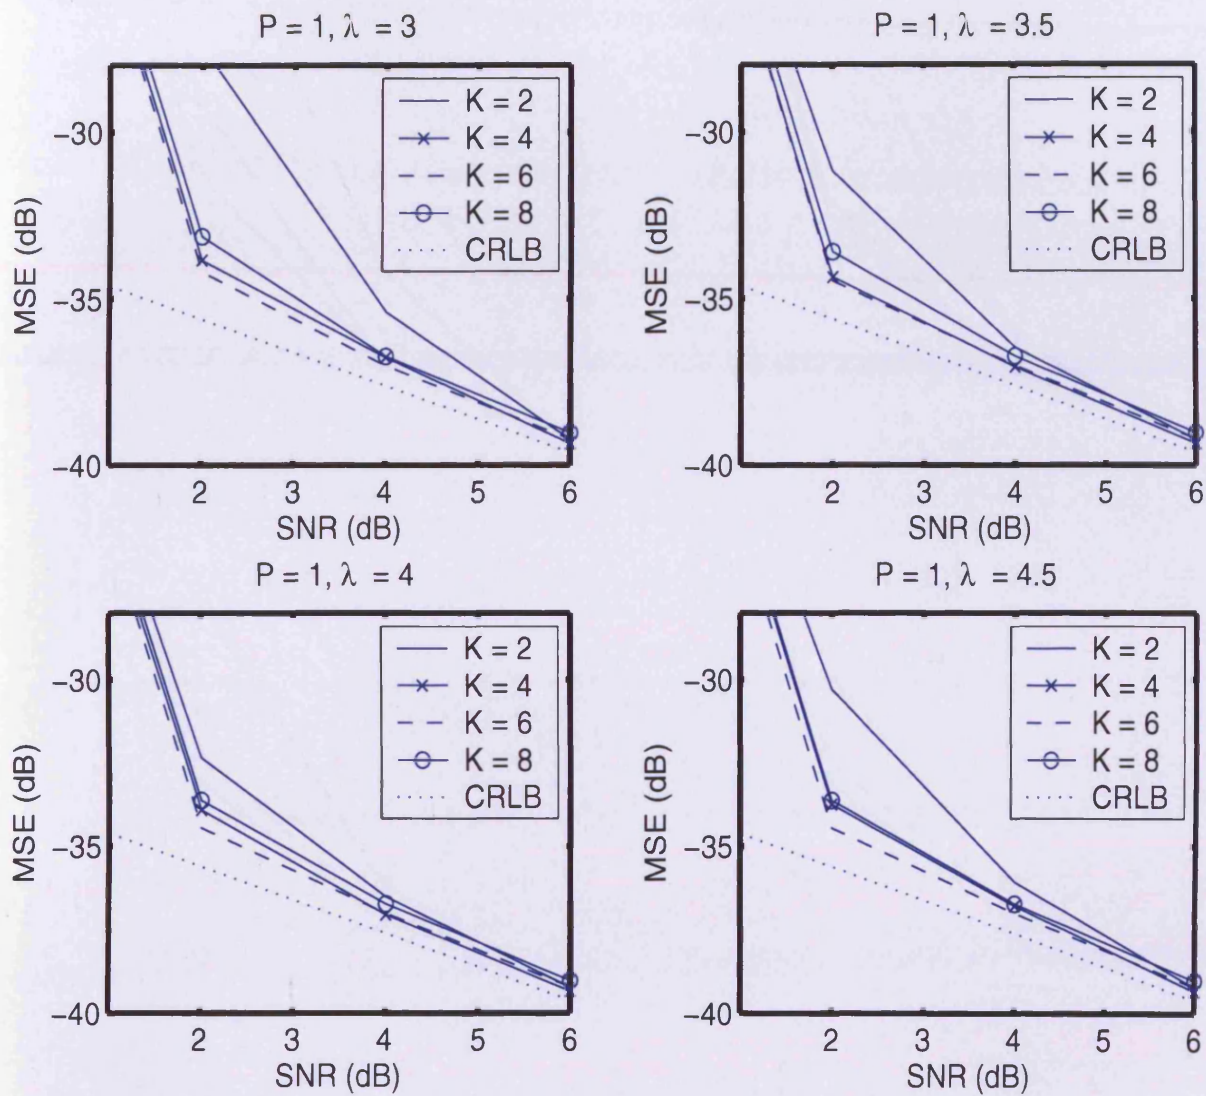 P = 1, λ = 3
MSE (dB)
-30
-35
-40
2 3 4 5 6
SNR (dB)
K = 2
K = 4
K = 6
K = 8
CRLB
P = 1, λ = 3.5
MSE (dB)
-30
-35
-40
2 3 4 5 6
SNR (dB)
K = 2
K = 4
K = 6
K = 8
CRLB
P = 1, λ = 4
MSE (dB)
-30
-35
-40
2 3 4 5 6
SNR (dB)
K = 2
K = 4
K = 6
K = 8
CRLB
P = 1, λ = 4.5
MSE (dB)
-30
-35
-40
2 3 4 5 6
SNR (dB)
K = 2
K = 4
K = 6
K = 8
CRLB